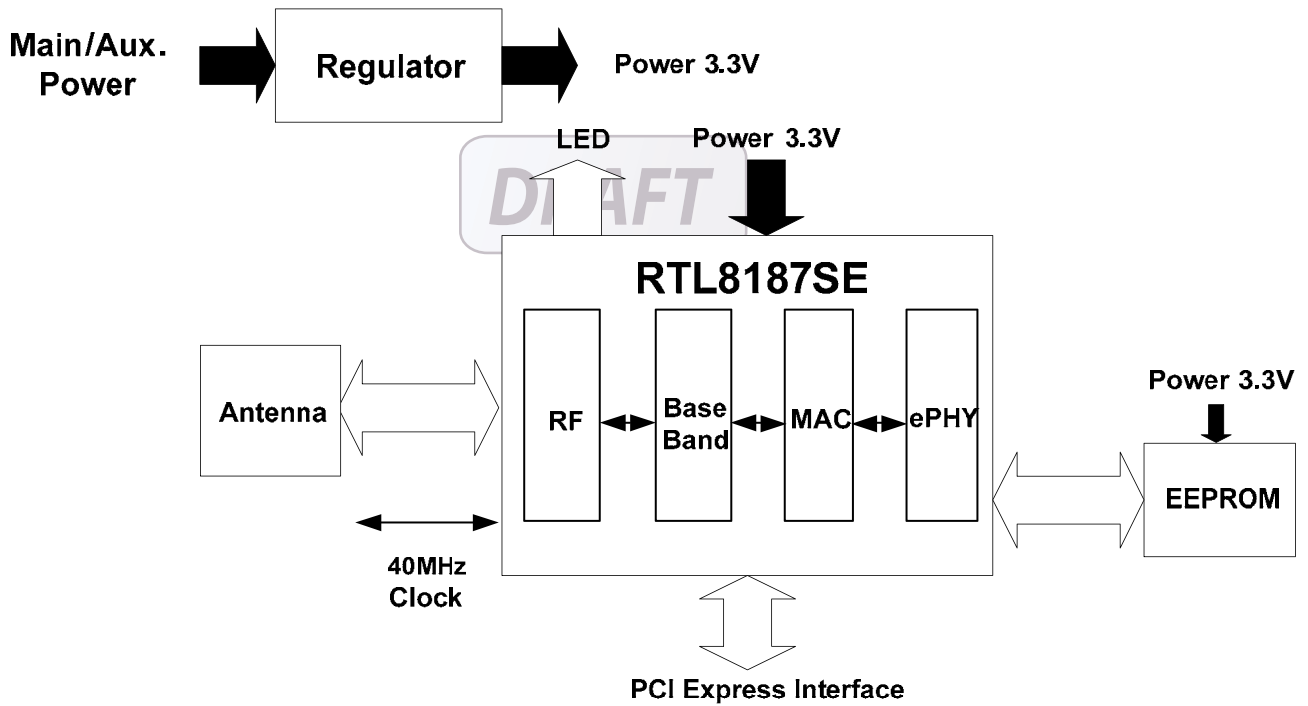 Main/Aux.
Power
Regulator
Power 3.3V
LED
Power 3.3V
DRAFT
RTL8187SE
Antenna
RF
Base
Band
MAC
ePHY
Power 3.3V
EEPROM
40MHz
Clock
PCI Express Interface